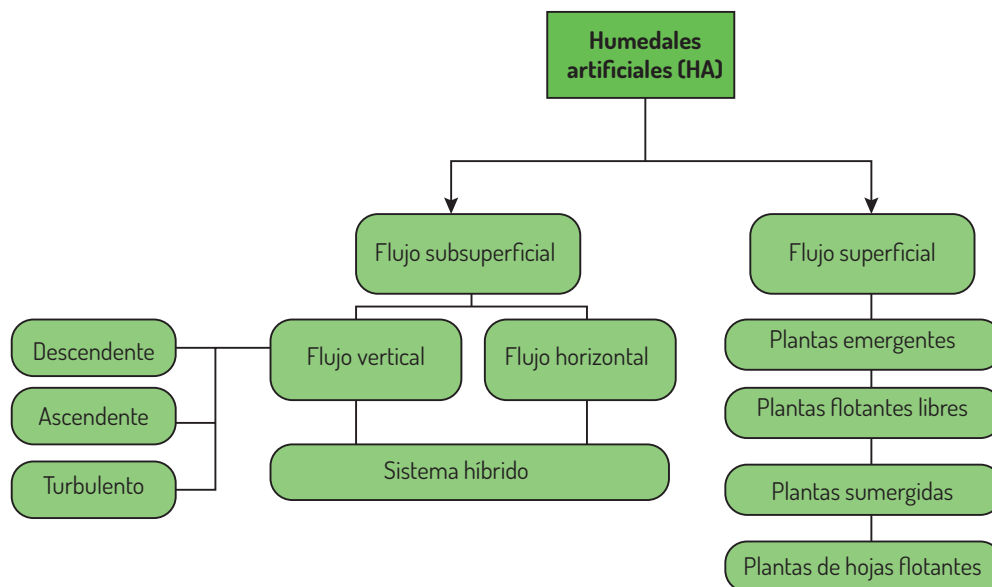 Humedales
artificiales (HA)
Flujo subsuperficial
Flujo superficial
Descendente
Flujo vertical
Flujo horizontal
Plantas emergentes
Ascendente
Plantas flotantes libres
Turbulento
Sistema híbrido
Plantas sumergidas
Plantas de hojas flotantes